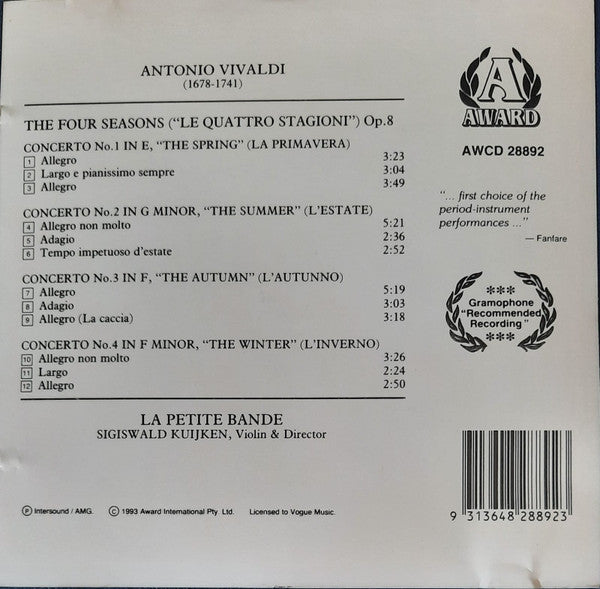 ANTONIO VIVALDI
(1678-1741)
THE FOUR SEASONS (“LE QUATTRO STAGIONI”) Op.8
CONCERTO No.1 IN E, “THE SPRING” (LA PRIMAVERA)
1 Allegro 3:23
2 Largo e pianissimo sempre 3:04
3 Allegro 3:49
CONCERTO No.2 IN G MINOR, “THE SUMMER” (L’ESTATE)
4 Allegro non molto 5:21
5 Adagio 2:36
6 Tempo impetuoso d’estate 2:52
CONCERTO No.3 IN F, “THE AUTUMN” (L’AUTUNNO)
7 Allegro 5:19
8 Adagio 3:03
9 Allegro (La caccia) 3:18
CONCERTO No.4 IN F MINOR, “THE WINTER” (L’INVERNO)
10 Allegro non molto 3:26
11 Largo 2:24
12 Allegro 2:50
LA PETITE BANDE
SIGISWALD KUIJKEN, Violin & Director
Ⓟ Intersound / AMG. © 1993 Award International Pty. Ltd. Licensed to Vogue Music.
A
AWARD
AWCD 28892
"... first choice of the
period-instrument
performances ..."
— Fanfare
***
Gramophone
"Recommended
Recording"
***
9 313648 288923